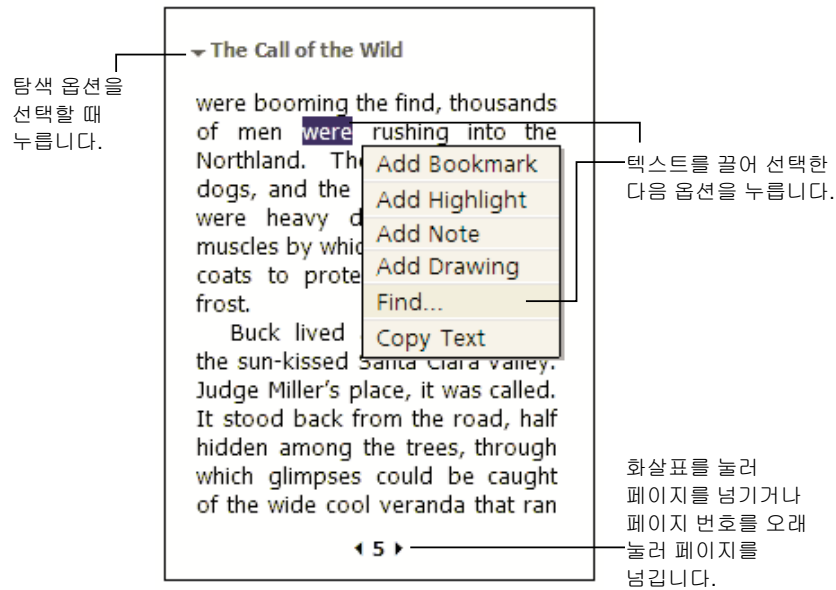 The Call of the Wild
탐색 옵션을
선택할 때
누릅니다.
were booming the find, thousands
of men were rushing into the
Northland. The
dogs, and the
were heavy d
muscles by whic
coats to prote
frost.
Buck lived
the sun-kissed Santa Clara Valley.
Judge Miller's place, it was called.
It stood back from the road, half
hidden among the trees, through
which glimpses could be caught
of the wide cool veranda that ran
Add Bookmark
Add Highlight
Add Note
Add Drawing
Find...
Copy Text
텍스트를 끌어 선택한
다음 옵션을 누릅니다.
5
화살표를 눌러
페이지를 넘기거나
페이지 번호를 오래
눌러 페이지를
넘깁니다.